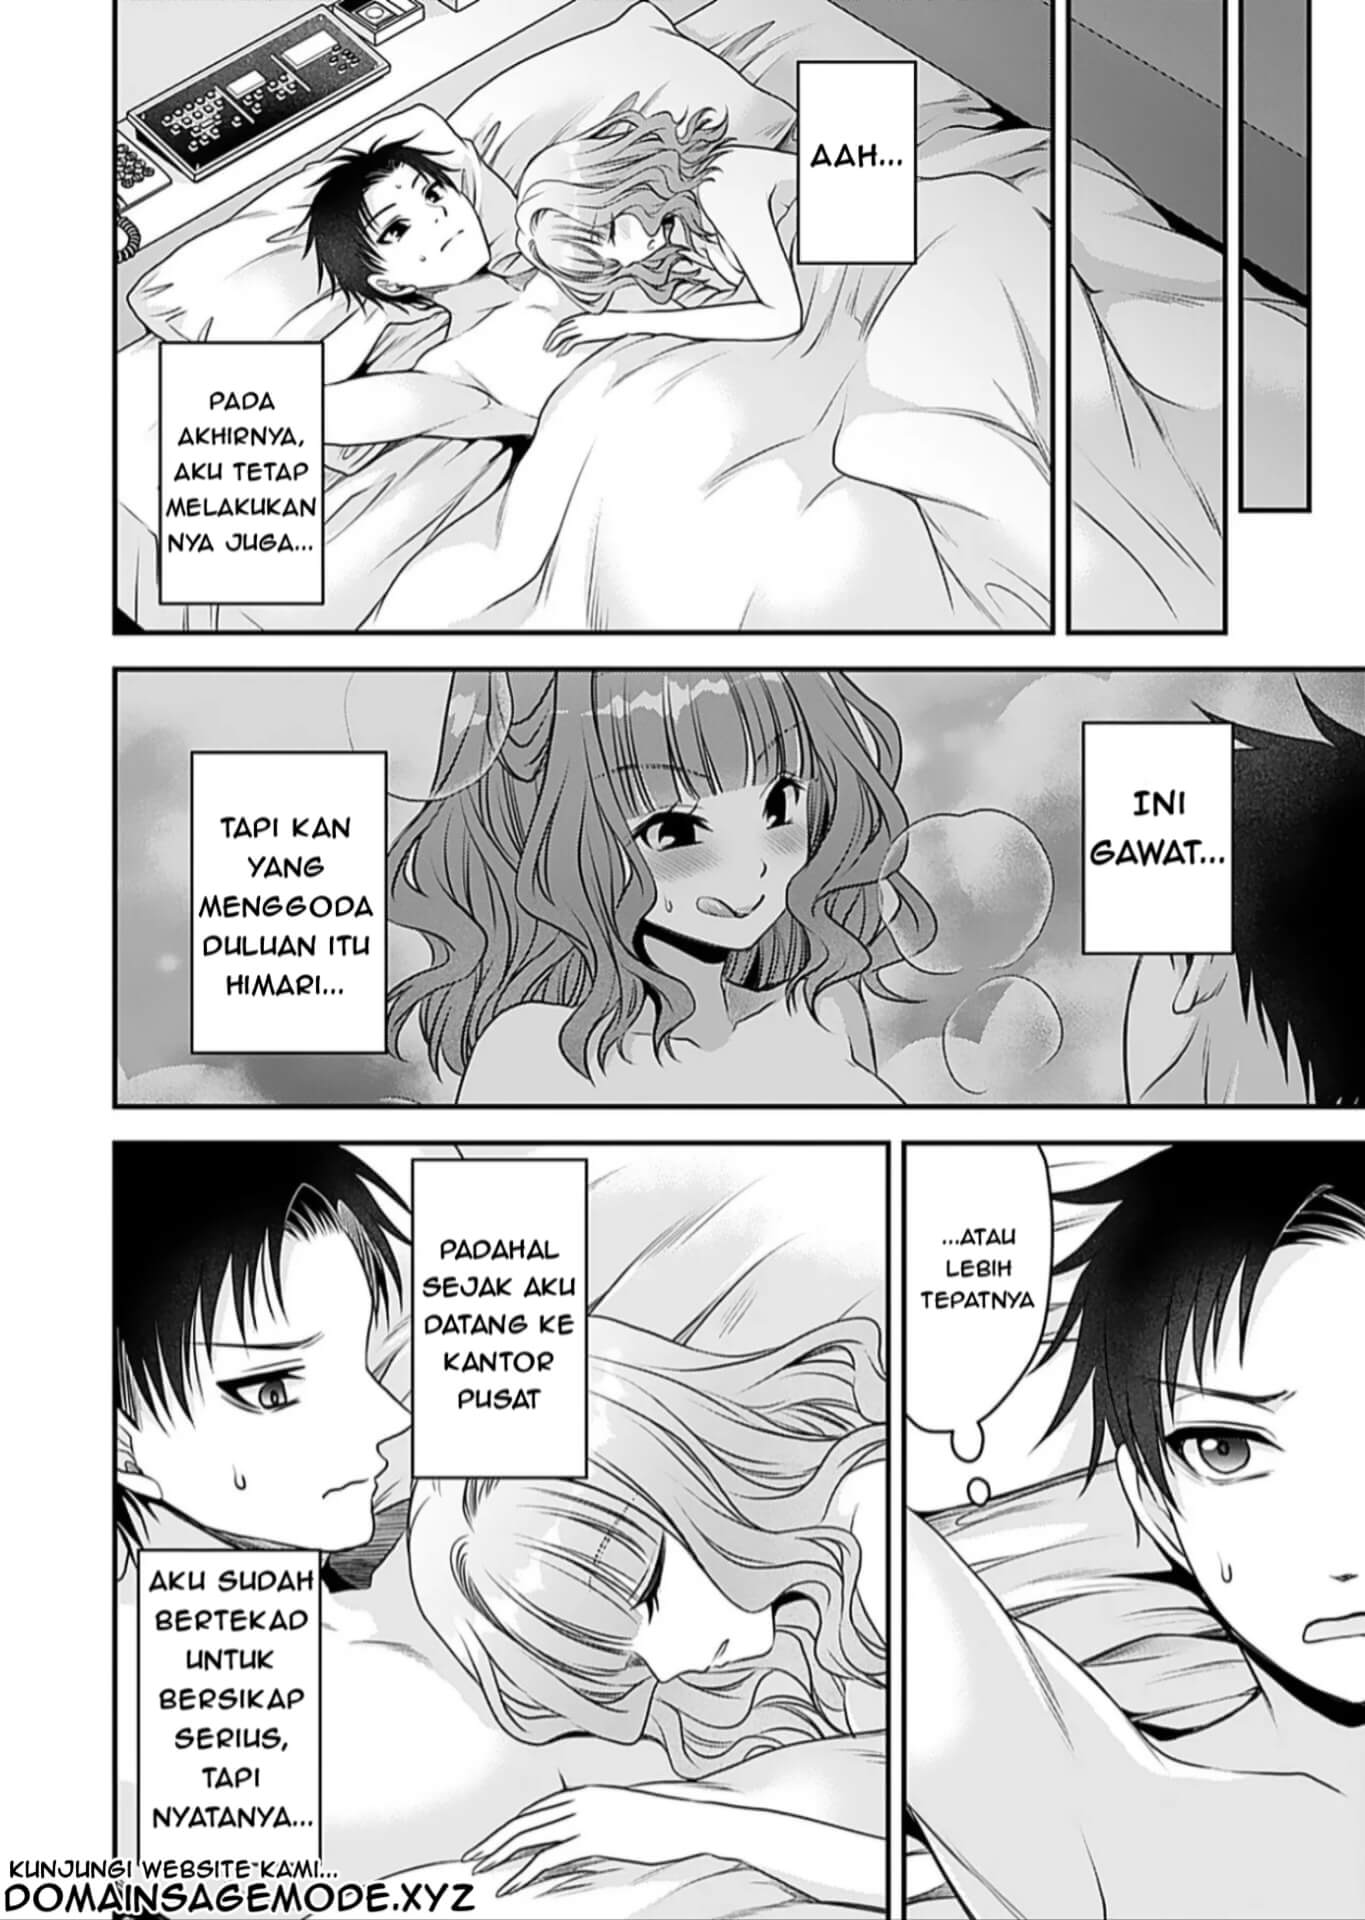 AAH...
PADA
AKHIRNYA,
AKU TETAP
MELAKUKAN
NYA JUGA...
INI
GAWAT...
TAPI KAN
YANG
MENGGODA
DULUAN ITU
HIMARI...
...ATAU
LEBIH
TEPATNYA
PADAHAL
SEJAK AKU
DATANG KE
KANTOR
PUSAT
AKU SUDAH
BERTEKAD
UNTUK
BERSIKAP
SERIUS,
TAPI
NYATANYA...
KUNJUNGI WEBSITE KAMI...
DOMAINSAGEMODE.XYZ